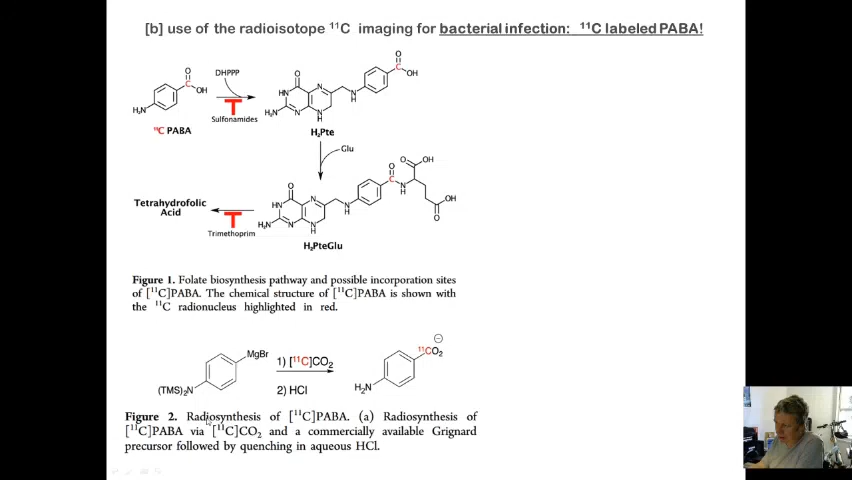 [b] use of the radioisotope ¹¹C imaging for bacterial infection: ¹¹C labeled PABA!
O
C
OH
H₂N
¹¹C PABA
DHPPP
Sulfonamides
O
HN
N
H₂N
N
N
H
N
H
O
C
OH
H₂Pte
Glu
O
HN
N
H₂N
N
N
H
N
H
O
C
N
H
O
OH
OH
O
H₂PteGlu
Tetrahydrofolic
Acid
Trimethoprim
Figure 1. Folate biosynthesis pathway and possible incorporation sites
of [¹¹C]PABA. The chemical structure of [¹¹C]PABA is shown with
the ¹¹C radionucleus highlighted in red.
MgBr
(TMS)₂N
1) [¹¹C]CO₂
2) HCl
⊖
¹¹CO₂
H₂N
Figure 2. Radiosynthesis of [¹¹C]PABA. (a) Radiosynthesis of
[¹¹C]PABA via [¹¹C]CO₂ and a commercially available Grignard
precursor followed by quenching in aqueous HCl.